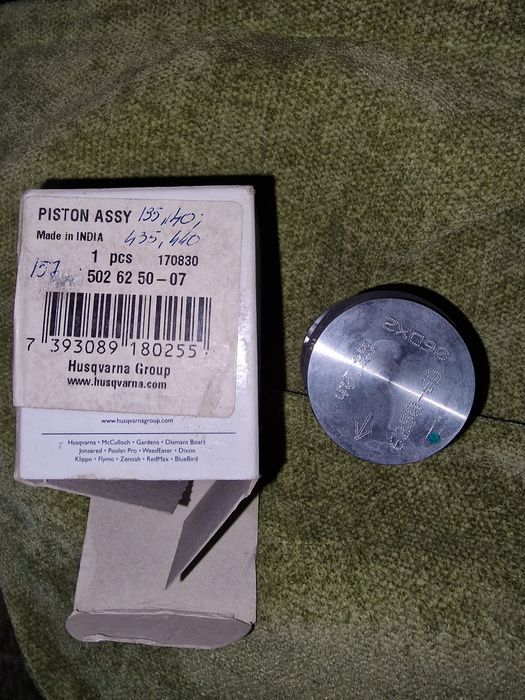 PISTON ASSY 135, 140;
Made in INDIA 435, 440
1 pcs 170830
157
502 62 50-07
7 393089 180255
Husqvarna Group
www.husqvarna.com
www.husqvarnagroup.com
Husqvarna • McCulloch • Gardena • Diamant Boart
Jonsered • Poulan Pro • WeedEater • Dixon
Klippo • Flymo • Zenoah • RedMax • BlueBird